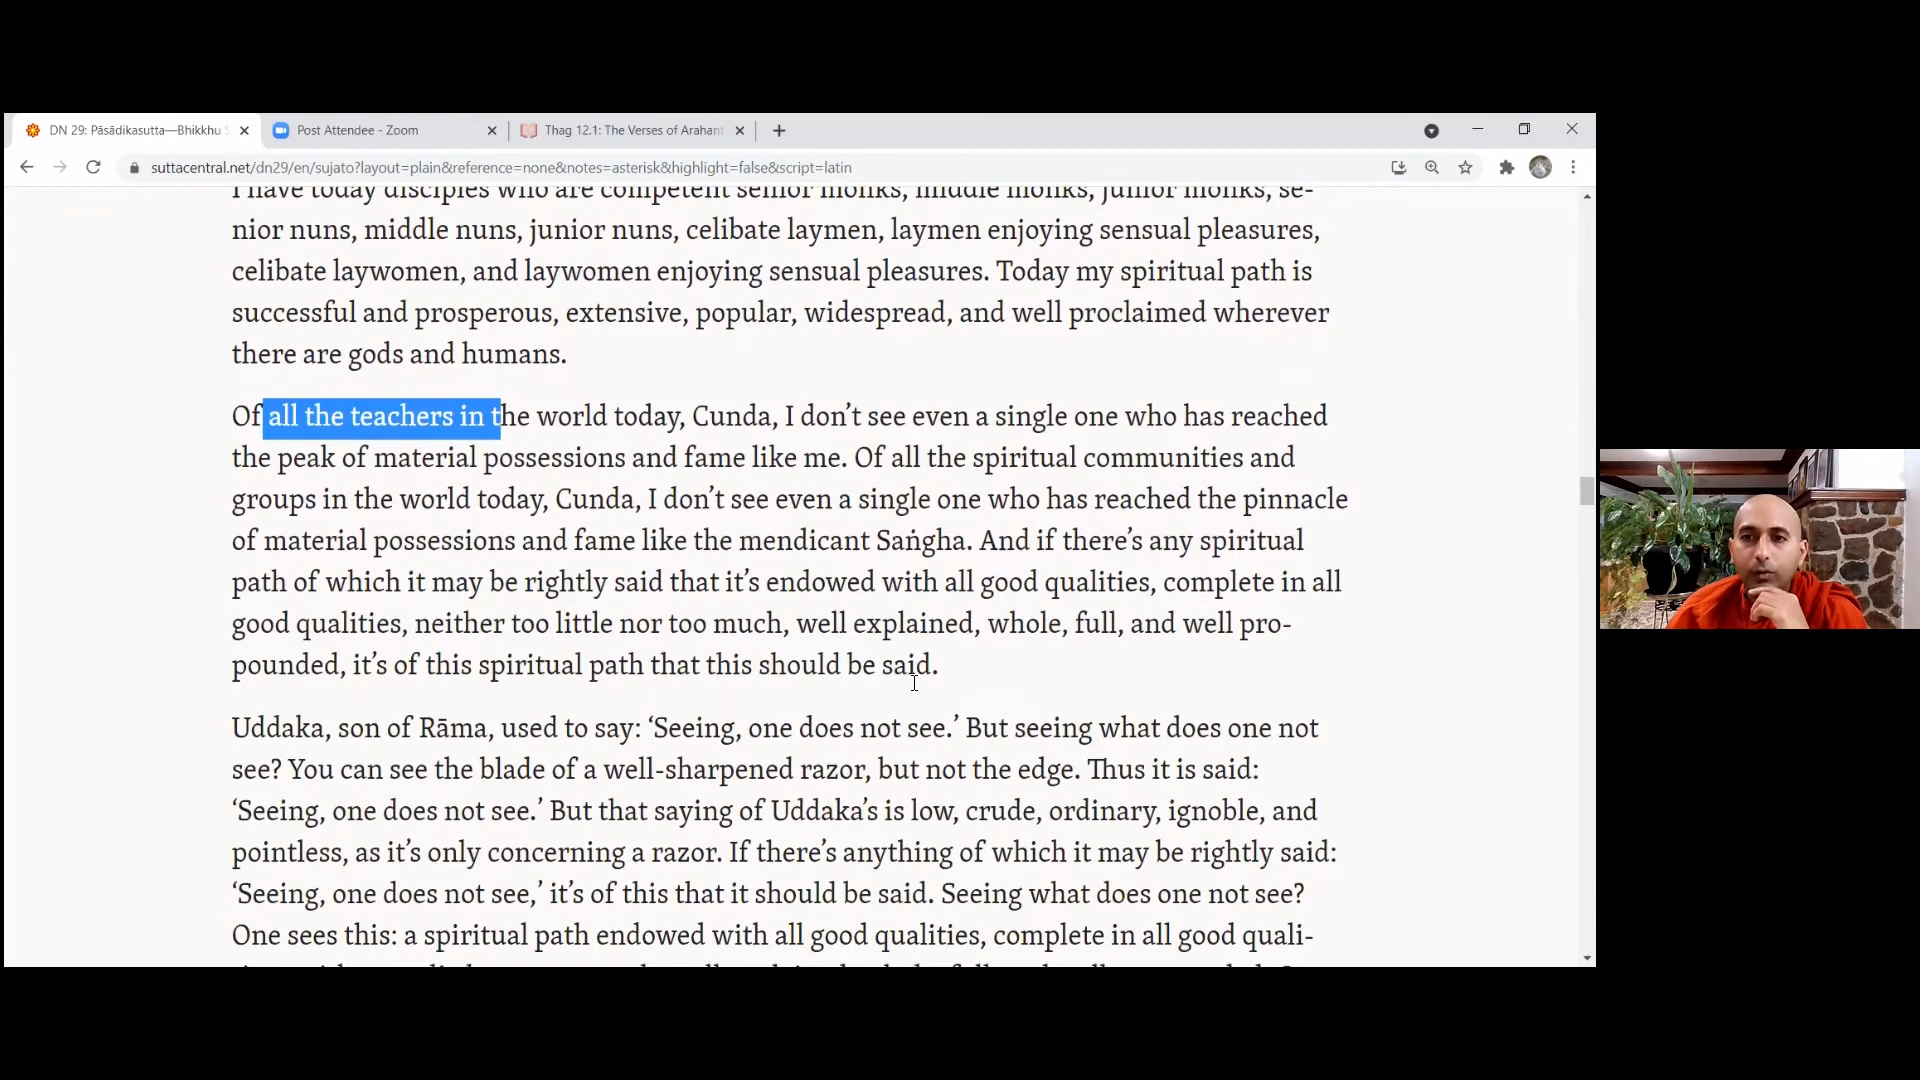 DN 29: Pāsādikasutta—Bhikkhu S
Post Attendee - Zoom
Thag 12.1: The Verses of Arahant
suttacentral.net/dn29/en/sujato?layout=plain&reference=none&notes=asterisk&highlight=false&script=latin
I have today disciples who are competent senior monks, middle monks, junior monks, se-
nior nuns, middle nuns, junior nuns, celibate laymen, laymen enjoying sensual pleasures,
celibate laywomen, and laywomen enjoying sensual pleasures. Today my spiritual path is
successful and prosperous, extensive, popular, widespread, and well proclaimed wherever
there are gods and humans.
Of all the teachers in the world today, Cunda, I don’t see even a single one who has reached
the peak of material possessions and fame like me. Of all the spiritual communities and
groups in the world today, Cunda, I don’t see even a single one who has reached the pinnacle
of material possessions and fame like the mendicant Saṅgha. And if there’s any spiritual
path of which it may be rightly said that it’s endowed with all good qualities, complete in all
good qualities, neither too little nor too much, well explained, whole, full, and well pro-
pounded, it’s of this spiritual path that this should be said.
Uddaka, son of Rāma, used to say: ‘Seeing, one does not see.’ But seeing what does one not
see? You can see the blade of a well-sharpened razor, but not the edge. Thus it is said:
‘Seeing, one does not see.’ But that saying of Uddaka’s is low, crude, ordinary, ignoble, and
pointless, as it’s only concerning a razor. If there’s anything of which it may be rightly said:
‘Seeing, one does not see,’ it’s of this that it should be said. Seeing what does one not see?
One sees this: a spiritual path endowed with all good qualities, complete in all good quali-